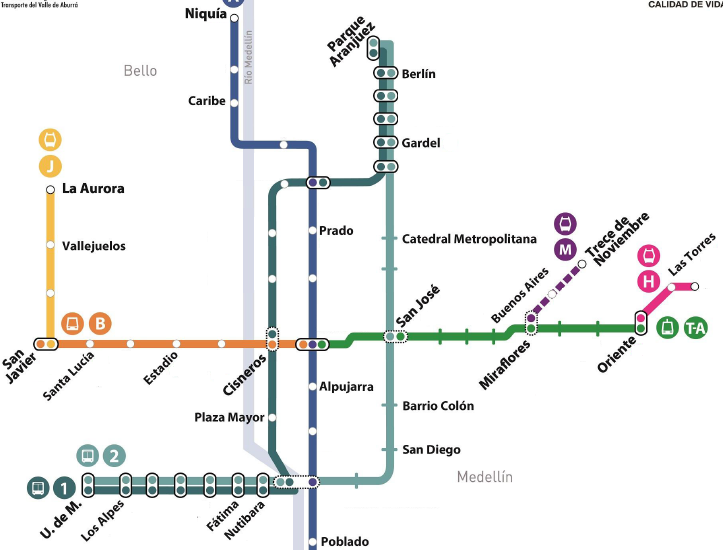 Transporte del Valle de Aburrá
CALIDAD DE VIDA
A
Niquía
Río Medellín
Parque
Aranjuez
Bello
Berlín
Caribe
Gardel
J
La Aurora
Prado
Catedral Metropolitana
Vallejuelos
M
Trece de
Noviembre
H
Las Torres
Buenos Aires
San José
B
T-A
San
Javier
Santa Lucía
Estadio
Cisneros
Miraflores
Oriente
Alpujarra
Plaza Mayor
Barrio Colón
San Diego
2
Medellín
1
U. de M.
Los Alpes
Fátima
Nutibara
Poblado